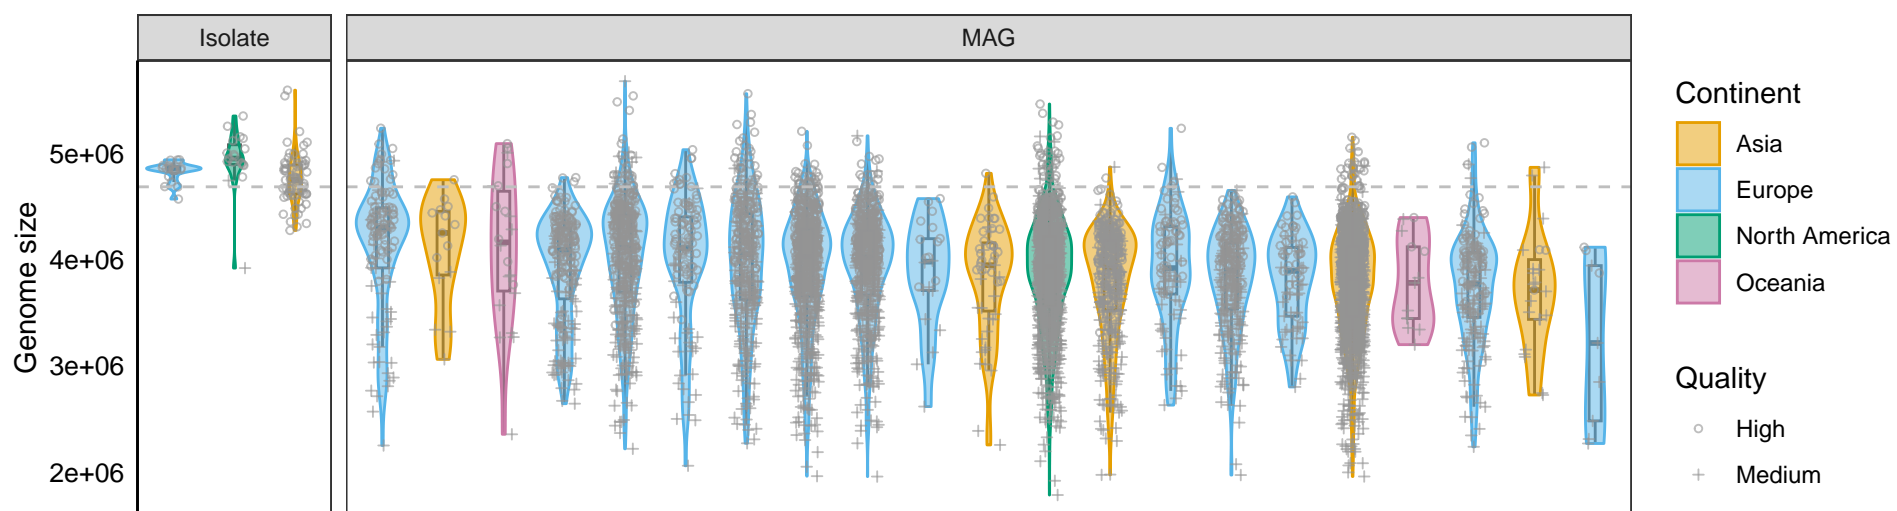 Isolate
MAG
Genome size
5e+06
4e+06
3e+06
2e+06
Continent
Asia
Europe
North America
Oceania
Quality
High
Medium